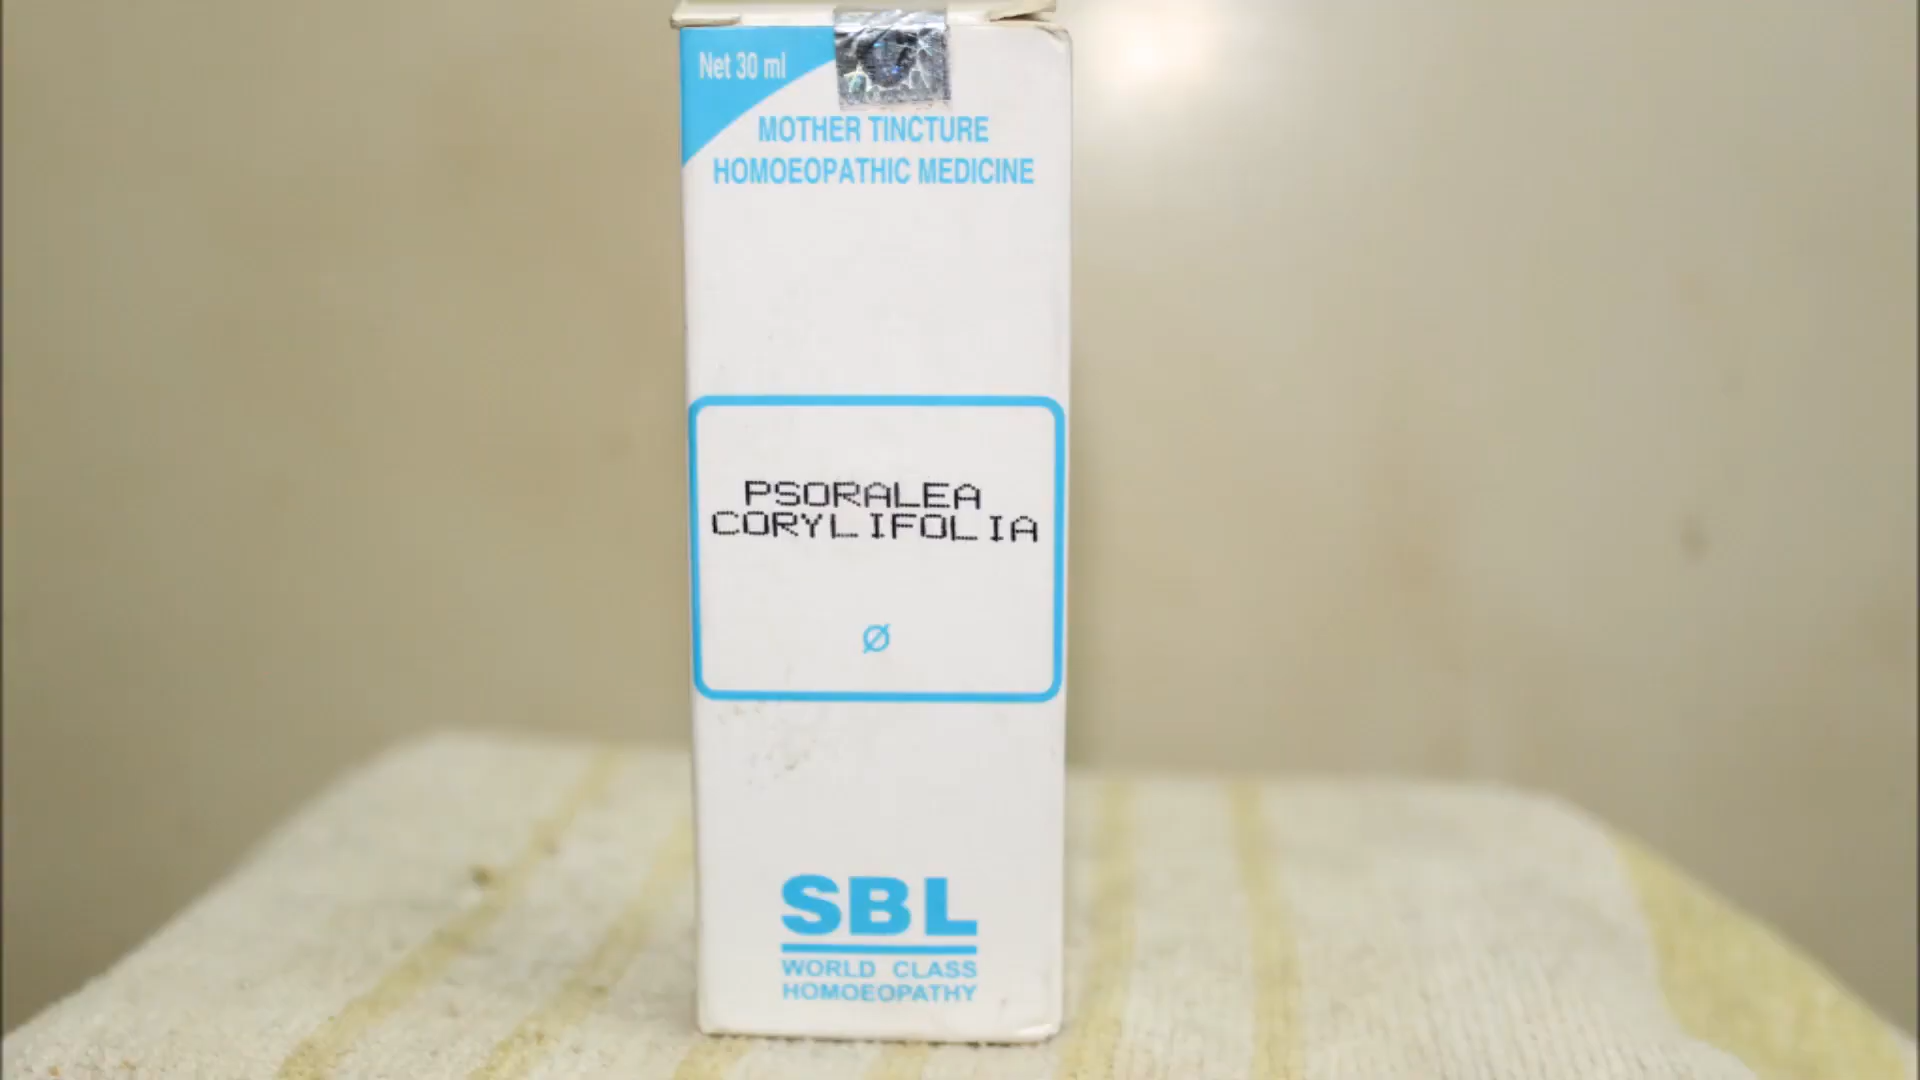 Net 30 ml
MOTHER TINCTURE
HOMOEOPATHIC MEDICINE
PSORALEA
CORYLIFOLIA
Ø
SBL
WORLD CLASS
HOMOEOPATHY